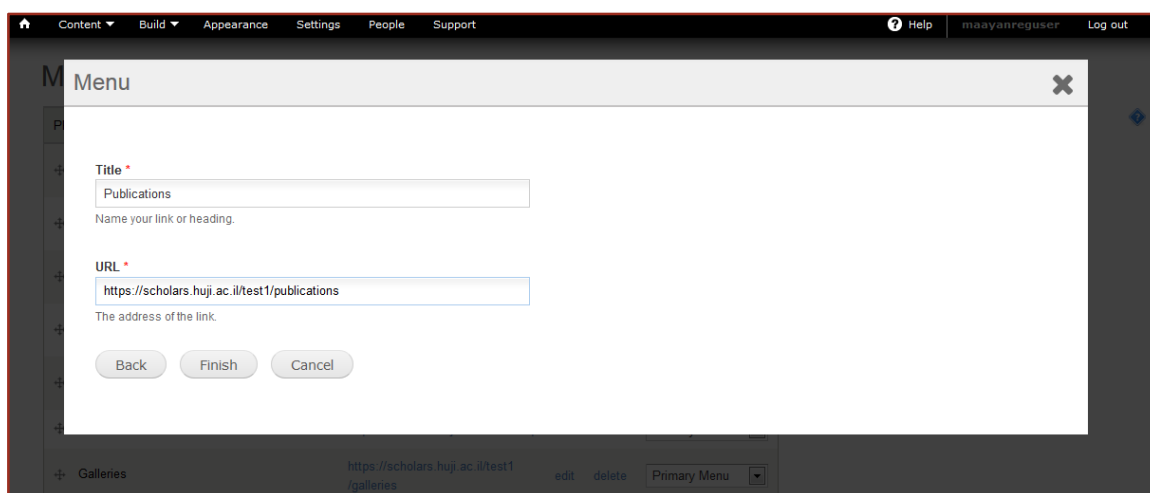 Content Build Appearance Settings People Support Help maayanreguser Log out
M
Menu
Pl
Title *
Publications
Name your link or heading.
URL *
https://scholars.huji.ac.il/test1/publications
The address of the link.
Back Finish Cancel
Galleries https://scholars.huji.ac.il/test1 edit delete Primary Menu
/galleries